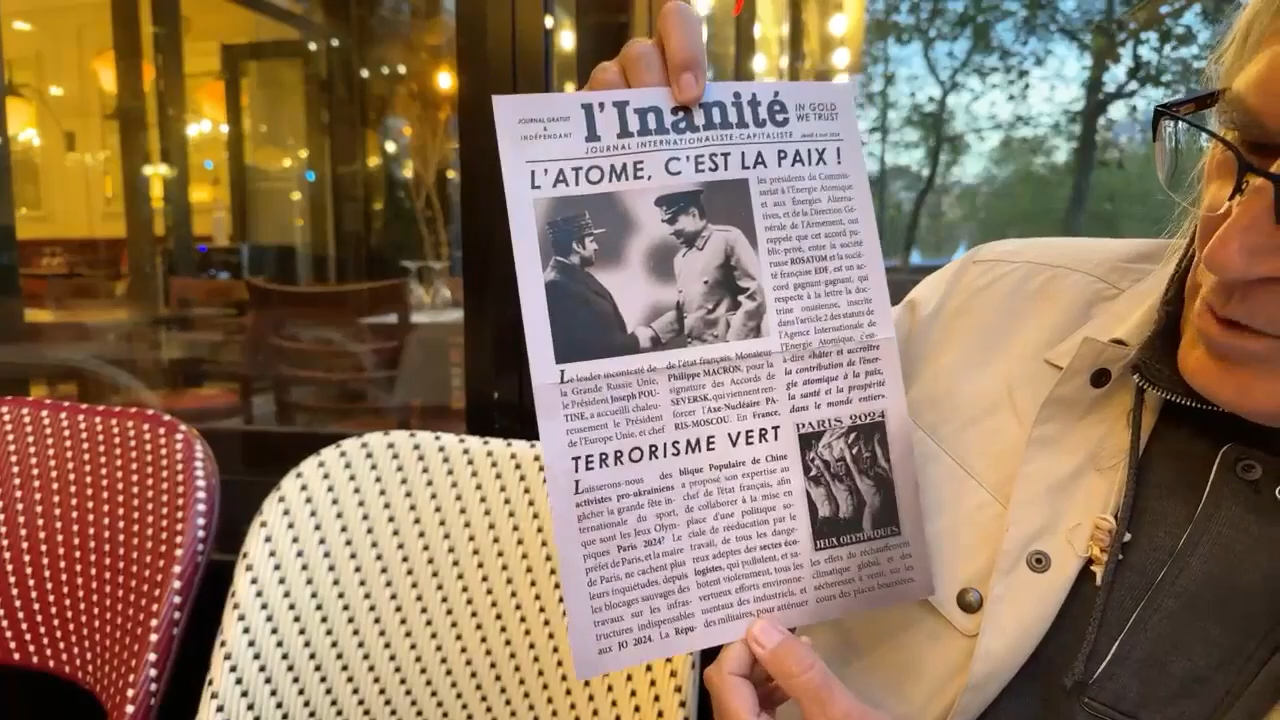 JOURNAL GRATUIT
&
INDÉPENDANT
l'Inanité
IN GOLD
WE TRUST
JOURNAL INTERNATIONALISTE-CAPITALISTE
L'ATOME, C'EST LA PAIX !
Le leader incontesté de
la Grande Russie Unie,
le Président Joseph POU-
TINE, a accueilli chaleu-
reusement le Président
de l'Europe Unie, et chef
de l'état français, Monsieur
Philippe MACRON, pour la
signature des Accords de
SEVERSK, qui viennent ren-
forcer l'Axe-Nucléaire PA-
RIS-MOSCOU. En France,
les présidents du Commis-
sariat à l'Énergie Atomique
et aux Énergies Alterna-
tives, et de la Direction Gé-
nérale de l'Armement, ont
rappelé que cet accord pu-
blic-privé, entre la société
russe ROSATOM et la socié-
té française EDF, est un ac-
cord gagnant-gagnant, qui
respecte à la lettre la doc-
trine onusienne, inscrite
dans l'article 2 des statuts de
l'Agence Internationale de
l'Energie Atomique, c'est-
à-dire «hâter et accroître
la contribution de l'éner-
gie atomique à la paix,
la santé et la prospérité
dans le monde entier».
TERRORISME VERT
Laisserons-nous des
activistes pro-ukrainiens
gâcher la grande fête in-
ternationale du sport,
que sont les Jeux Olym-
piques Paris 2024? Le
préfet de Paris, et la maire
de Paris, ne cachent plus
leurs inquiétudes, depuis
les blocages sauvages des
travaux sur les infras-
tructures indispensables
aux JO 2024. La Répu-
blique Populaire de Chine
a proposé son expertise au
chef de l'état français, afin
de collaborer à la mise en
place d'une politique so-
ciale de rééducation par le
travail, de tous les dange-
reux adeptes des sectes éco-
logistes, qui pullulent, et sa-
botent violemment, tous les
vertueux efforts environne-
mentaux des industriels, et
des militaires, pour atténuer
PARIS 2024
JEUX OLYMPIQUES
les effets du réchauffement
climatique global, et des
sécheresses à venir, sur les
cours des places boursières.